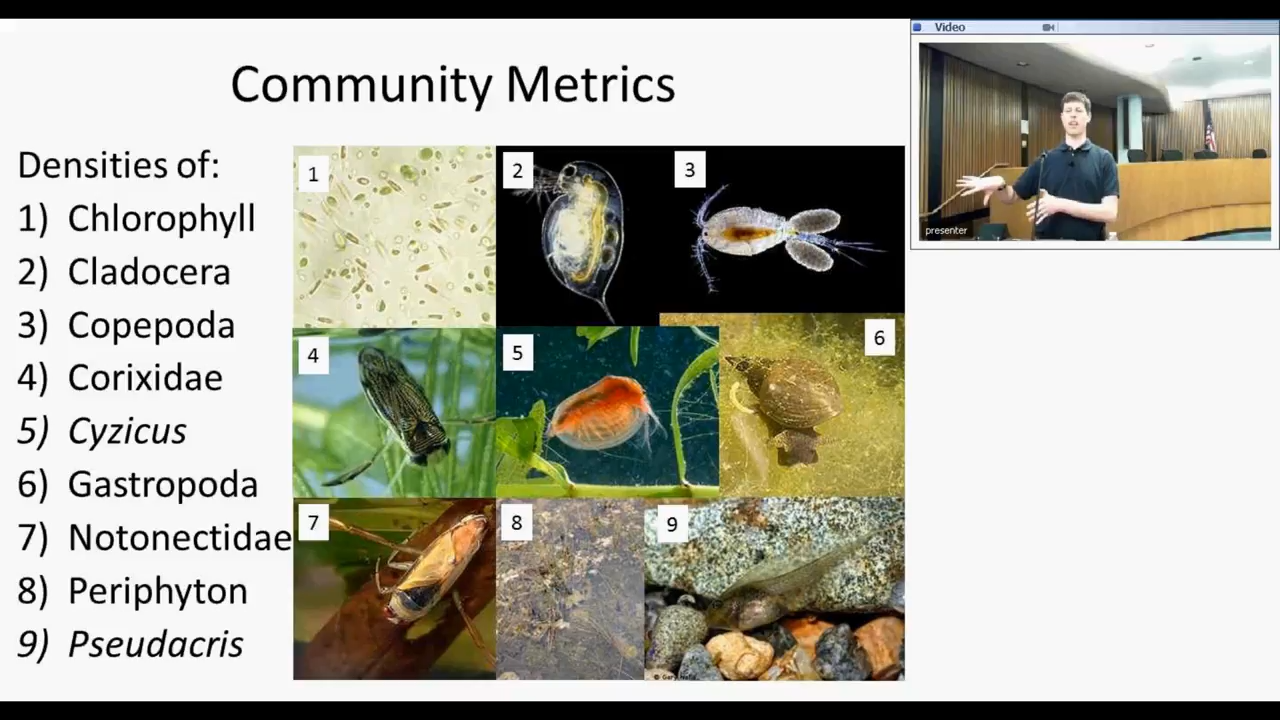 Community Metrics
Video
presenter
Densities of:
1) Chlorophyll
2) Cladocera
3) Copepoda
4) Corixidae
5) Cyzicus
6) Gastropoda
7) Notonectidae
8) Periphyton
9) Pseudacris
1
2
3
4
5
6
7
8
9